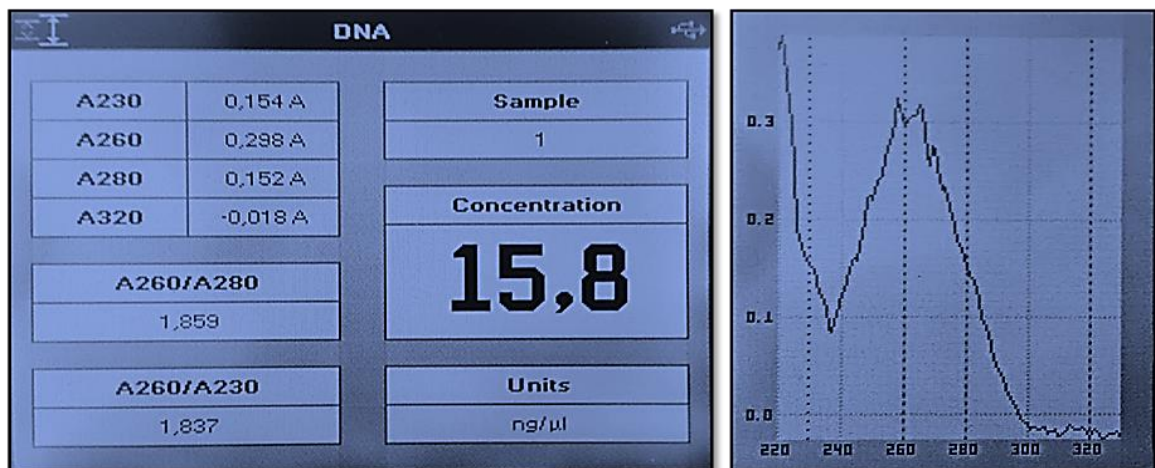 DNA
A230 0,154 A
A260 0,298 A
A280 0,152 A
A320 -0,018 A
A260/A280
1,859
A260/A230
1,837
Sample
1
Concentration
15,8
Units
ng/µl
0.3
0.2
0.1
0.0
220 240 260 280 300 320